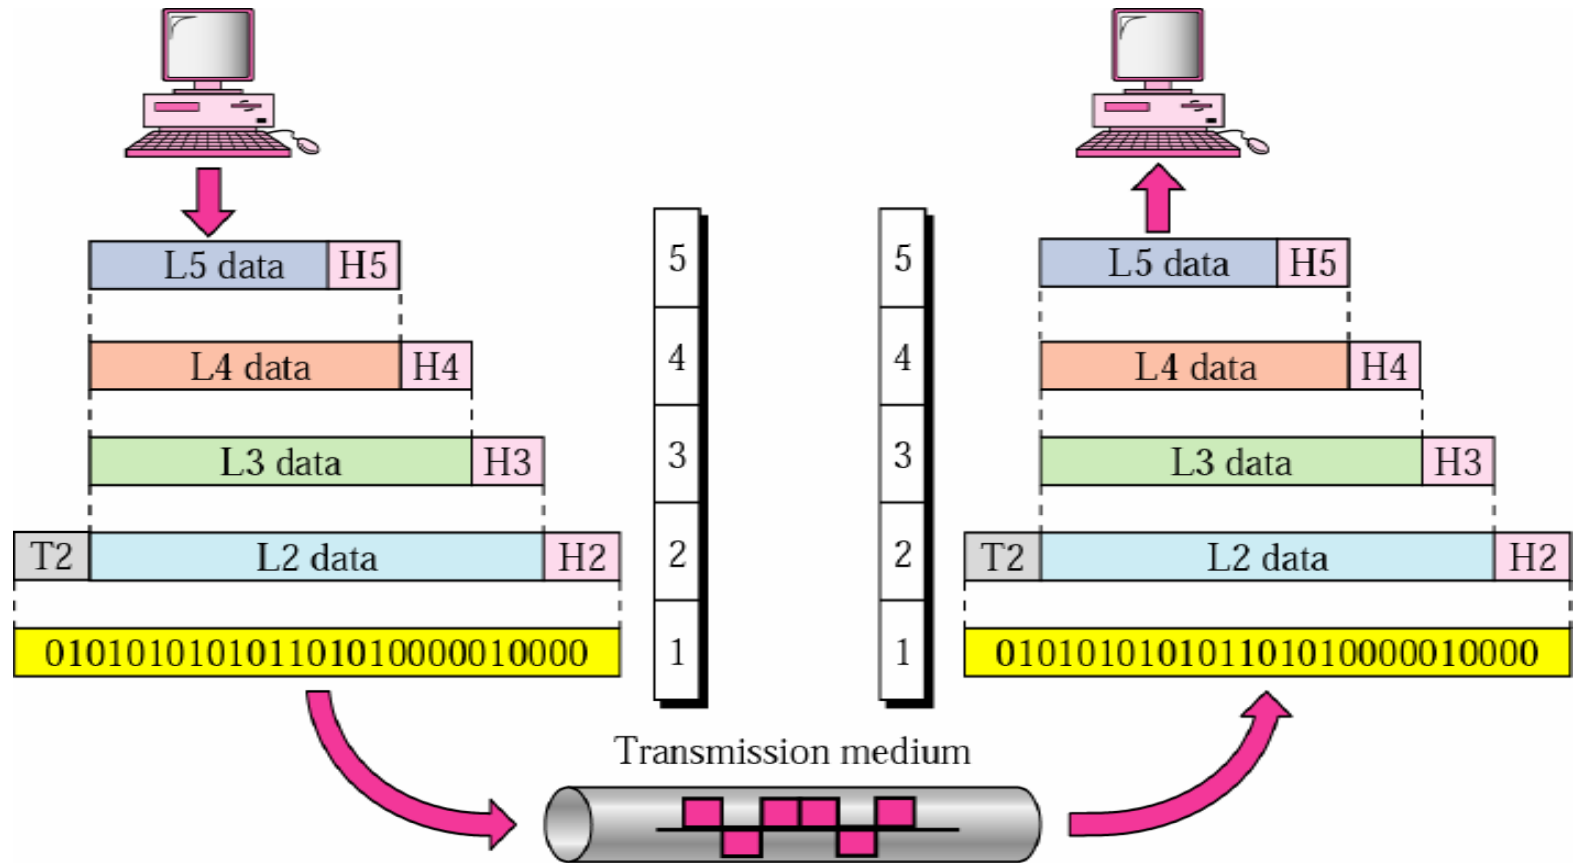 L5 data H5 5 5 L5 data H5
L4 data H4 4 4 L4 data H4
L3 data H3 3 3 L3 data H3
T2 L2 data H2 2 2 T2 L2 data H2
010101010101101010000010000 1 1 010101010101101010000010000
Transmission medium